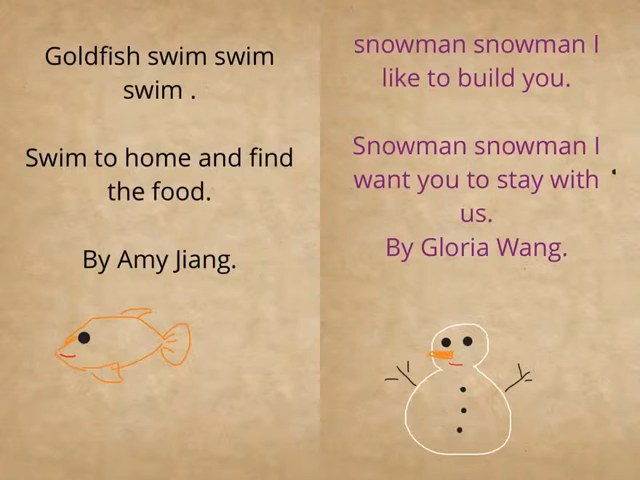 Goldfish swim swim
swim .
Swim to home and find
the food.
By Amy Jiang.
snowman snowman I
like to build you.
Snowman snowman I
want you to stay with
us.
By Gloria Wang.